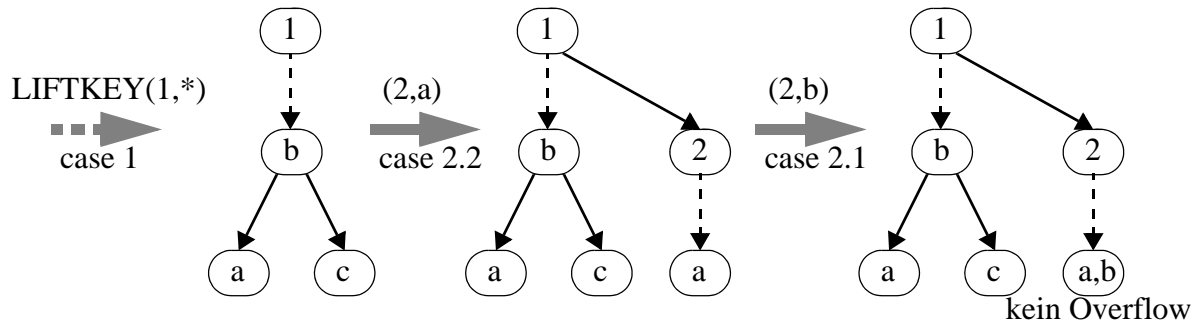 1 1 1
LIFTKEY(1,*) (2,a) (2,b)
b b 2 b 2
case 1 case 2.2 case 2.1
a c a c a a c a,b
kein Overflow